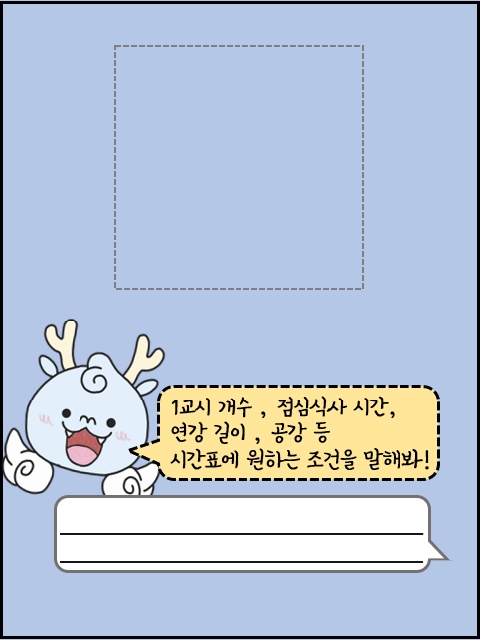 1교시 개수 , 점심식사 시간,
연강 길이 , 공강 등
시간표에 원하는 조건을 말해봐!